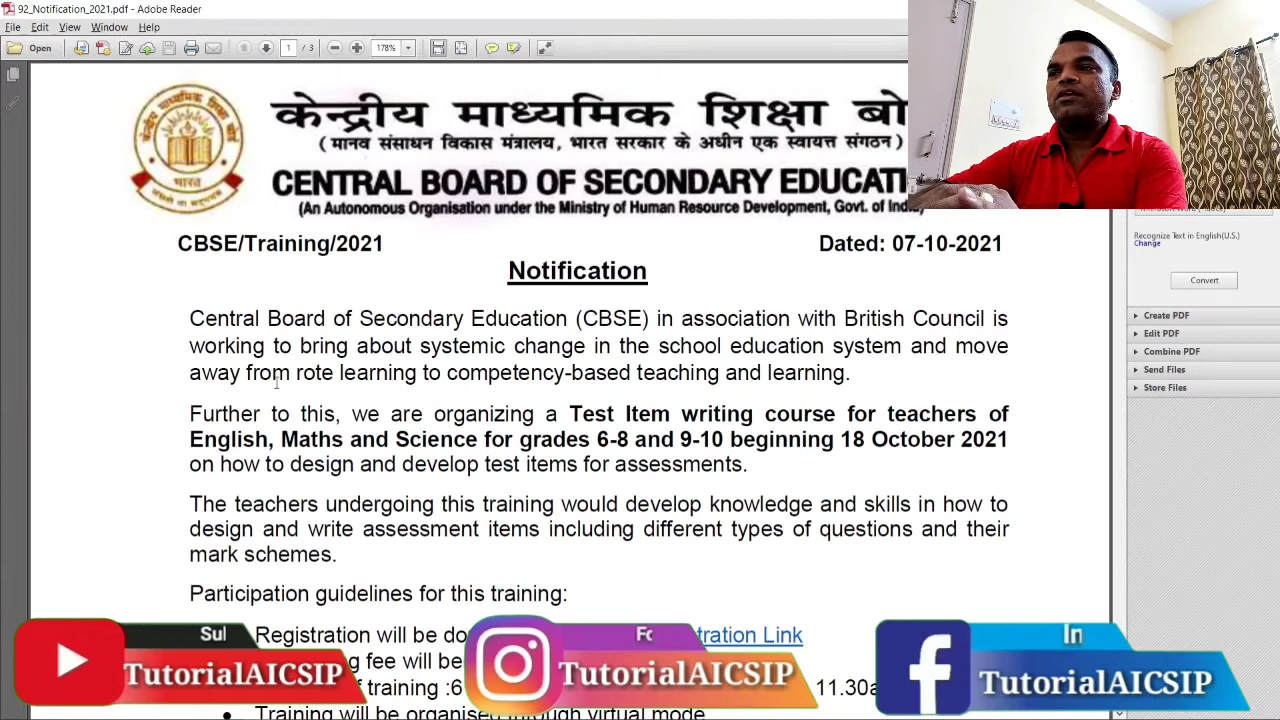 92_Notification_2021.pdf - Adobe Reader
File Edit View Window Help
Open 1 / 3 178%
केन्द्रीय माध्यमिक शिक्षा बो
( मानव संसाधन विकास मंत्रालय, भारत सरकार के अधीन एक स्वायत्त संगठन )
CENTRAL BOARD OF SECONDARY EDUCAT
(An Autonomous Organisation under the Ministry of Human Resource Development, Govt. of India)
भारत
CBSE/Training/2021 Dated: 07-10-2021
Notification
Central Board of Secondary Education (CBSE) in association with British Council is
working to bring about systemic change in the school education system and move
away from rote learning to competency-based teaching and learning.
Further to this, we are organizing a Test Item writing course for teachers of
English, Maths and Science for grades 6-8 and 9-10 beginning 18 October 2021
on how to design and develop test items for assessments.
The teachers undergoing this training would develop knowledge and skills in how to
design and write assessment items including different types of questions and their
mark schemes.
Participation guidelines for this training:
Registration will be do tration Link
g fee will be
f training :6 11.30a
Training will be organised through virtual mode
Recognize Text in English(U.S.)
Change
Convert
Create PDF
Edit PDF
Combine PDF
Send Files
Store Files
Sul
TutorialAICSIP
Fo
TutorialAICSIP
In
TutorialAICSIP